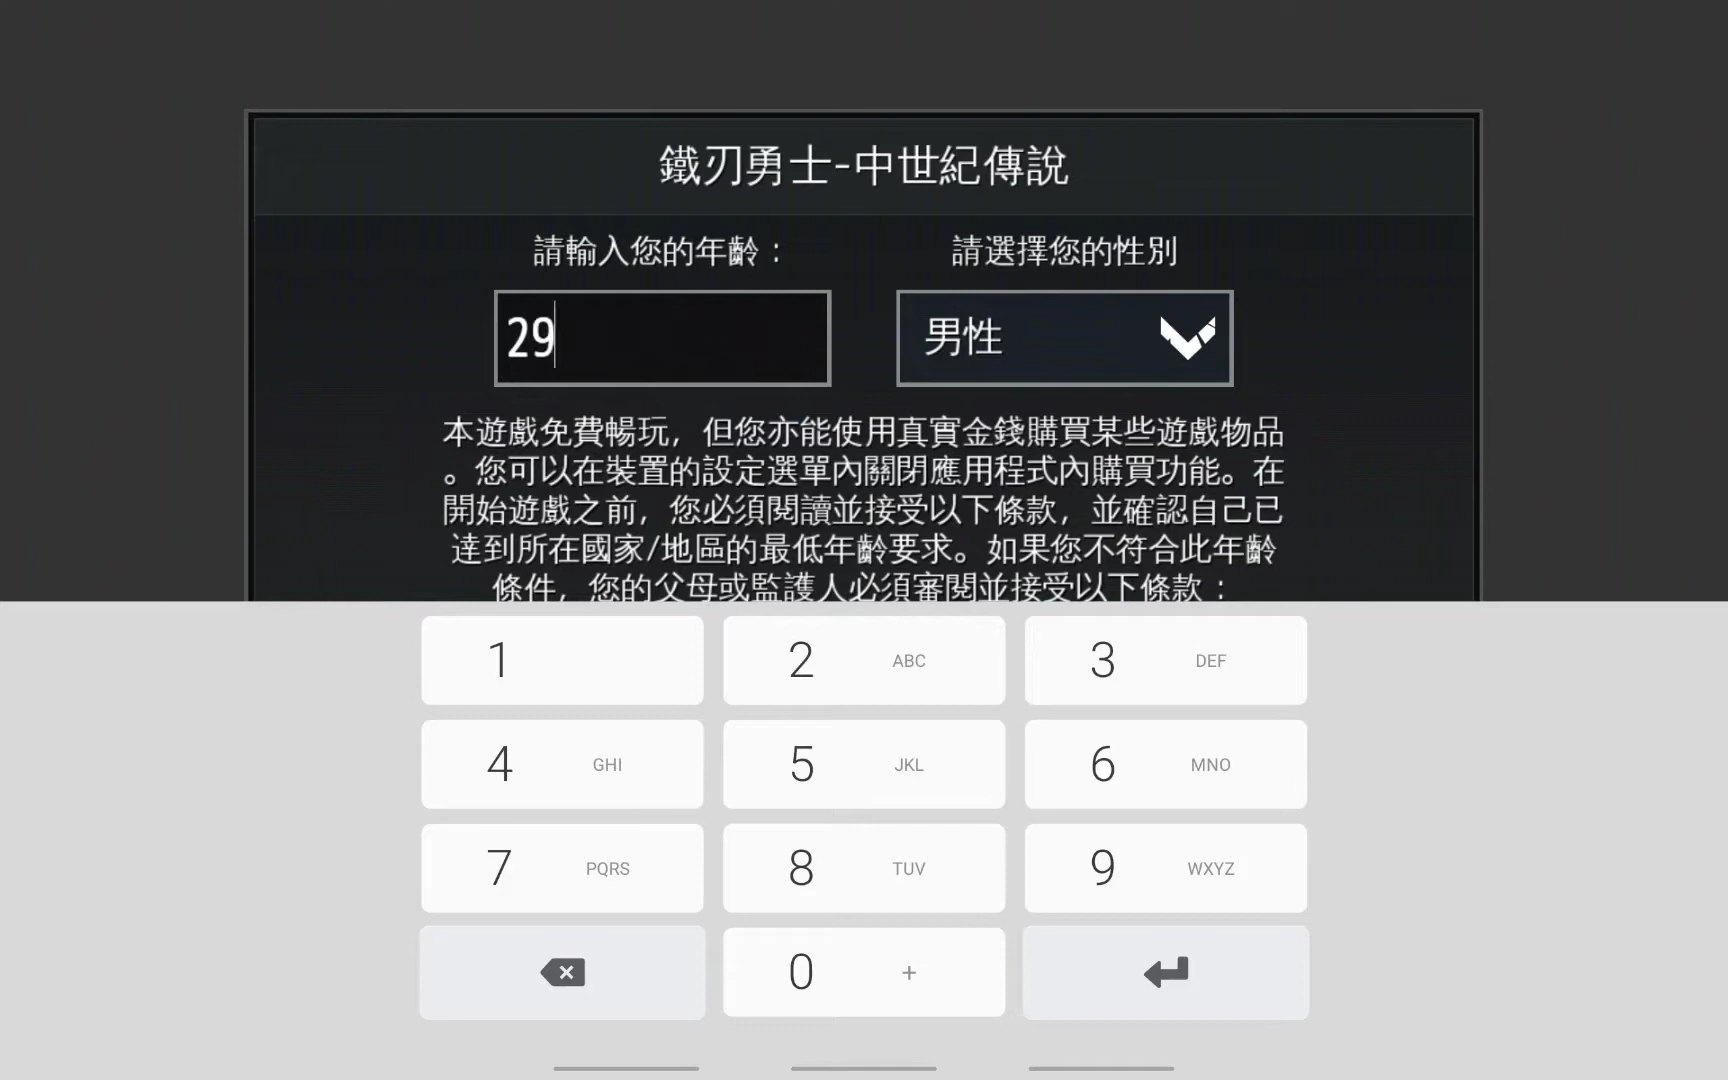 鐵刃勇士-中世紀傳說
請輸入您的年齡：
請選擇您的性別
29
男性
本遊戲免費暢玩，但您亦能使用真實金錢購買某些遊戲物品
。您可以在裝置的設定選單內關閉應用程式內購買功能。在
開始遊戲之前，您必須閱讀並接受以下條款，並確認自己已
達到所在國家/地區的最低年齡要求。如果您不符合此年齡
條件，您的父母或監護人必須審閱並接受以下條款：
1
2 ABC
3 DEF
4 GHI
5 JKL
6 MNO
7 PQRS
8 TUV
9 WXYZ
0 +